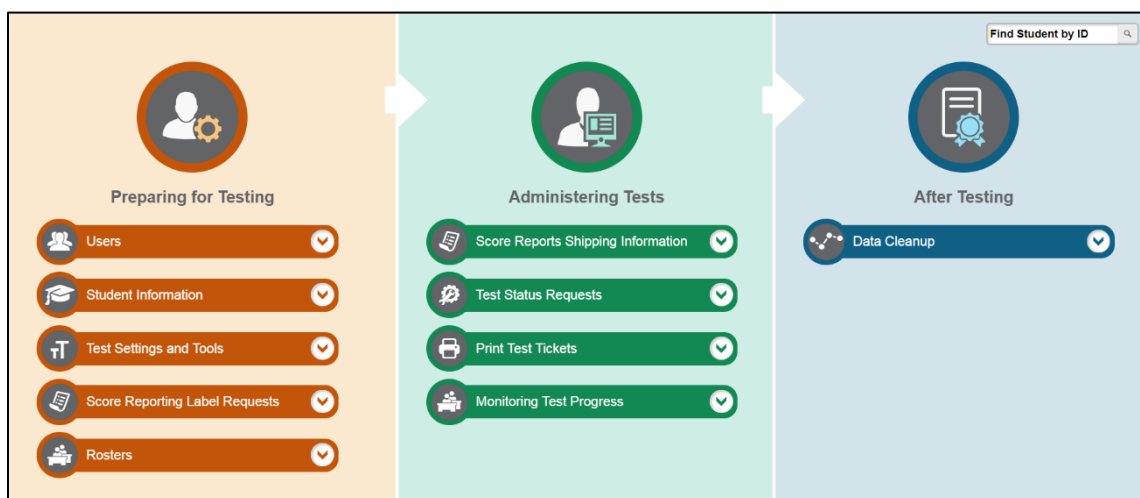 Find Student by ID
Preparing for Testing
Users
Student Information
Test Settings and Tools
Score Reporting Label Requests
Rosters
Administering Tests
Score Reports Shipping Information
Test Status Requests
Print Test Tickets
Monitoring Test Progress
After Testing
Data Cleanup